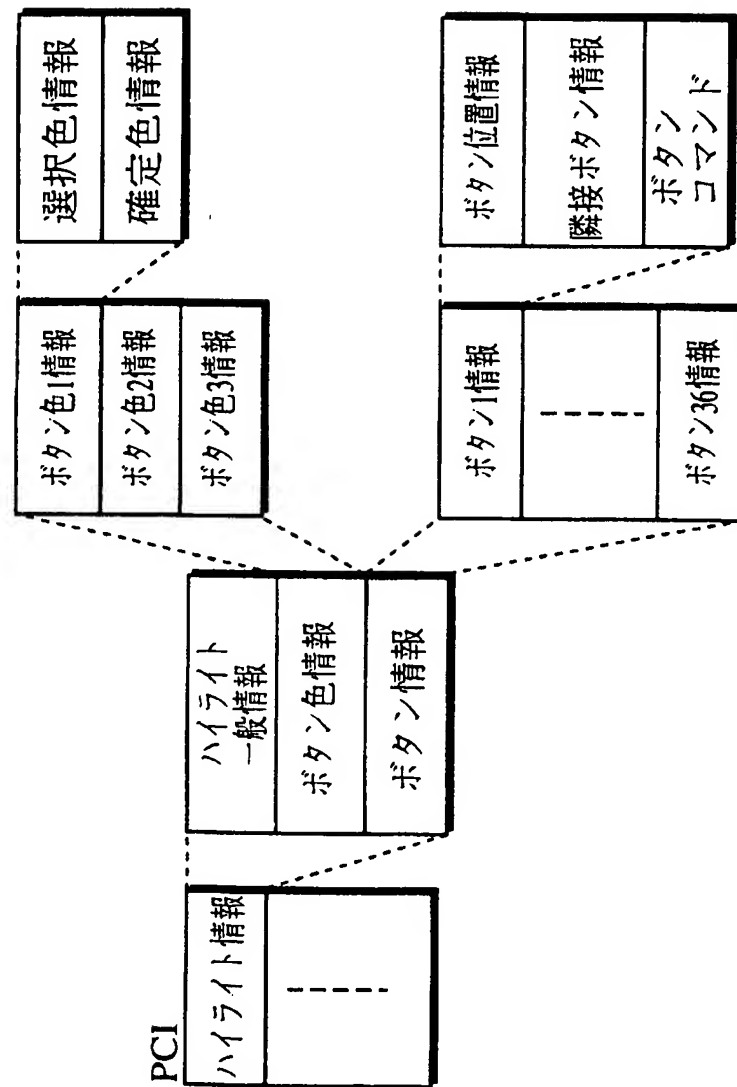 PCI
ハイライト情報
ハイライト
一般情報
ボタン色情報
ボタン情報
ボタン色1情報
ボタン色2情報
ボタン色3情報
選択色情報
確定色情報
ボタン1情報
ボタン36情報
ボタン位置情報
隣接ボタン情報
ボタン
コマンド